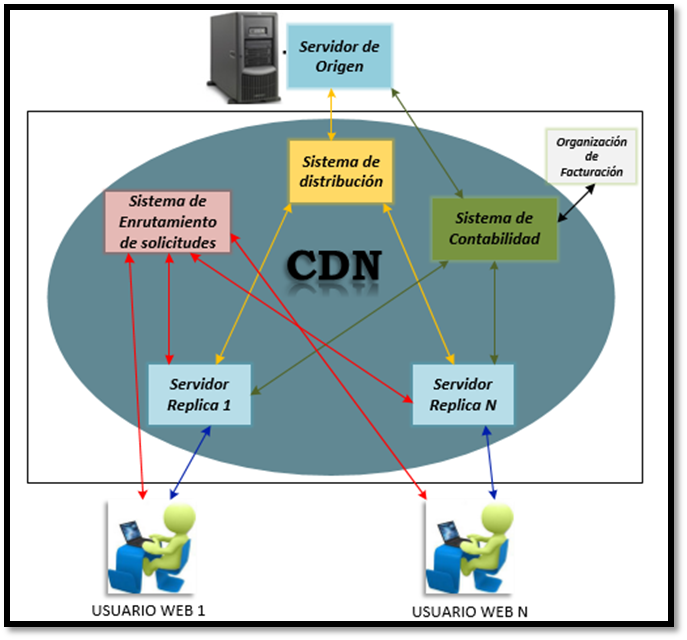 Servidor de
Origen
Organización
de
Facturación
Sistema de
distribución
Sistema de
Enrutamiento
de solicitudes
Sistema de
Contabilidad
CDN
Servidor
Replica 1
Servidor
Replica N
USUARIO WEB 1
USUARIO WEB N